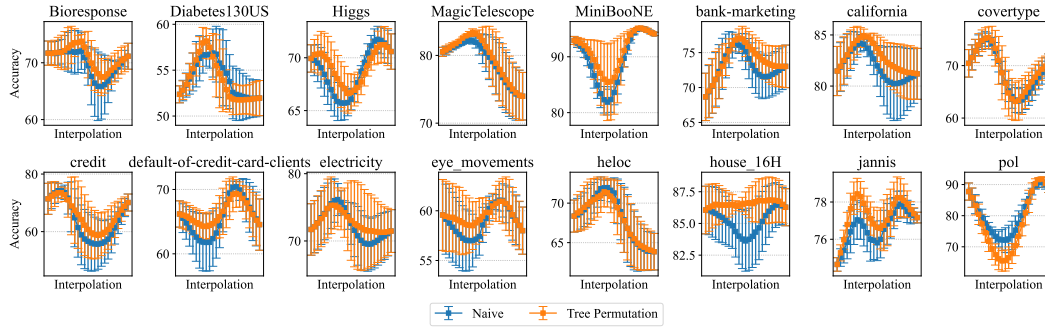 Bioresponse Diabetes130US Higgs MagicTelescope MiniBooNE bank-marketing california covertype
Accuracy
60 70
50 55 60
65 70
70 80
80 90
65 70 75
80 85
60 70
Interpolation Interpolation Interpolation Interpolation Interpolation Interpolation Interpolation Interpolation
credit default-of-credit-card-clients electricity eye_movements heloc house_16H jannis pol
Accuracy
60 80
60 70
70 80
55 60
65 70
82.5 85.0 87.5
76 78
70 80 90
Interpolation Interpolation Interpolation Interpolation Interpolation Interpolation Interpolation Interpolation
Naive Tree Permutation